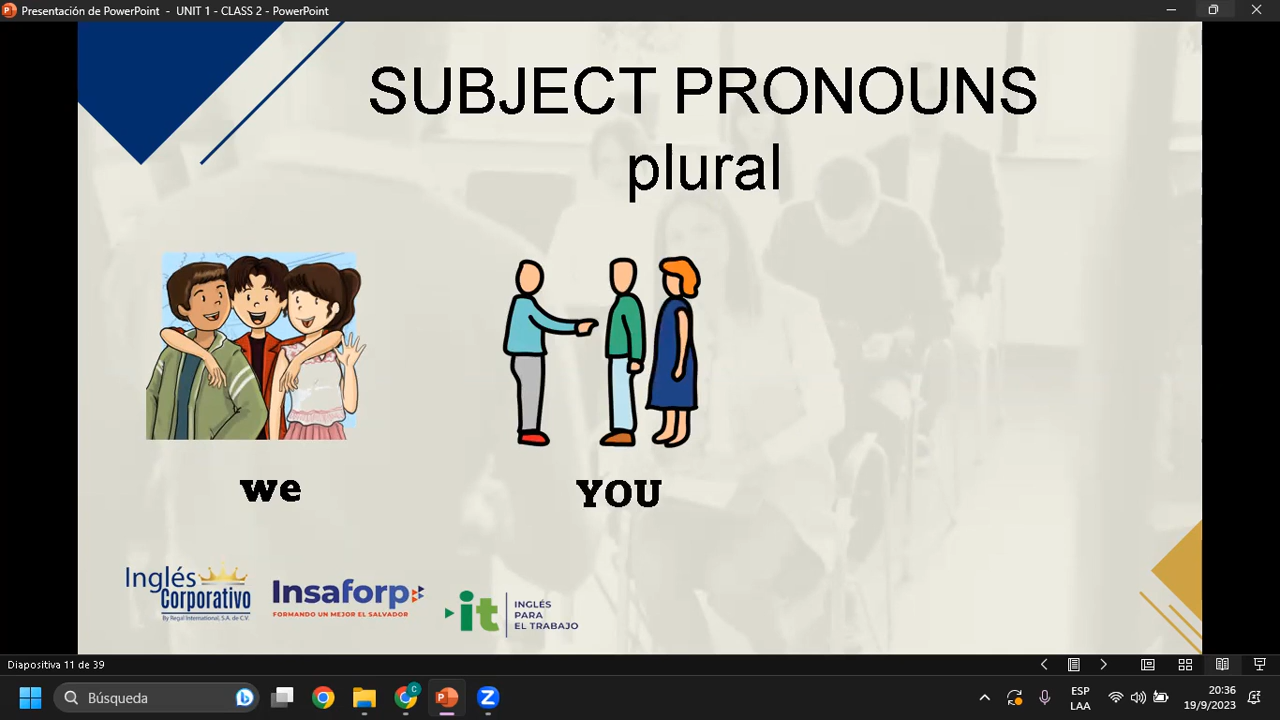 Presentación de PowerPoint - UNIT 1 - CLASS 2 - PowerPoint
SUBJECT PRONOUNS
plural
we
YOU
Inglés
Corporativo
By Regal International, S.A. de C.V.
Insaforp
FORMANDO UN MEJOR EL SALVADOR
it
INGLÉS
PARA
EL TRABAJO
Diapositiva 11 de 39
Búsqueda
ESP
LAA
20:36
19/9/2023